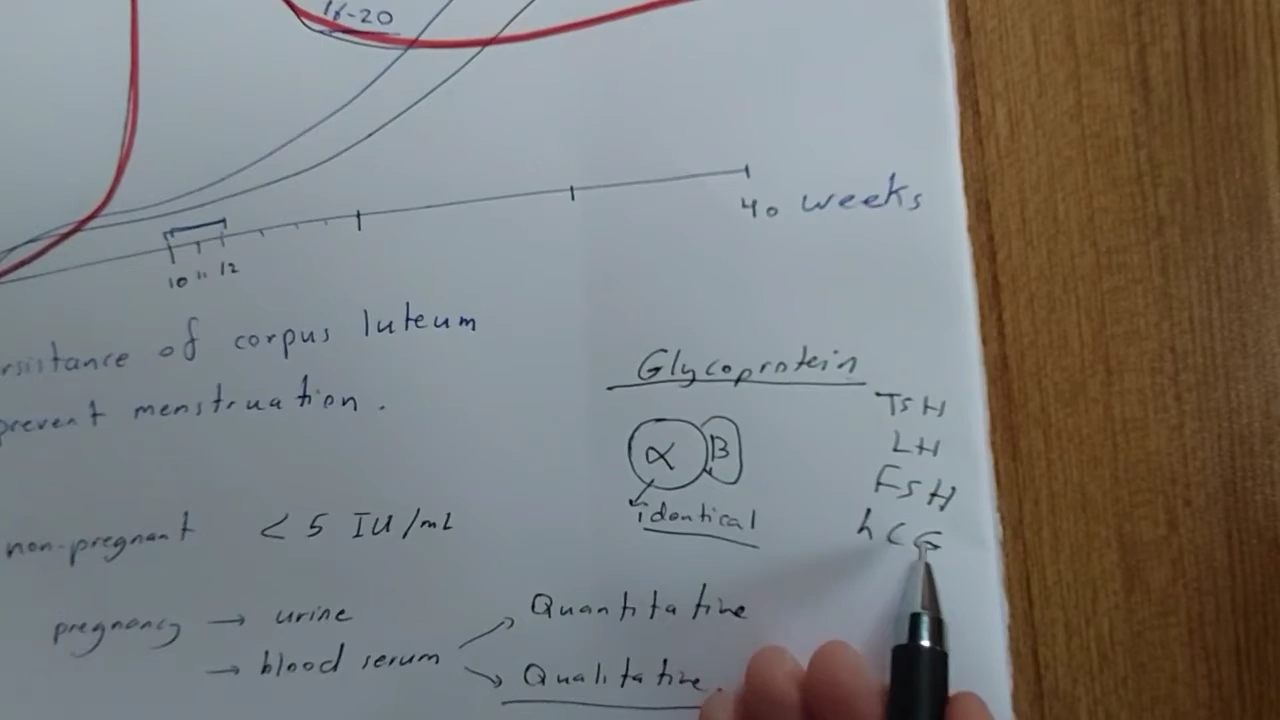 16-20
40 weeks
10 11 12
rsistance of corpus luteum
prevent menstruation.
Glycoprotein
α β
identical
TSH
LH
FSH
hCG
non-pregnant < 5 IU/mL
pregnancy → urine
→ blood serum
Quantitative
Qualitative.